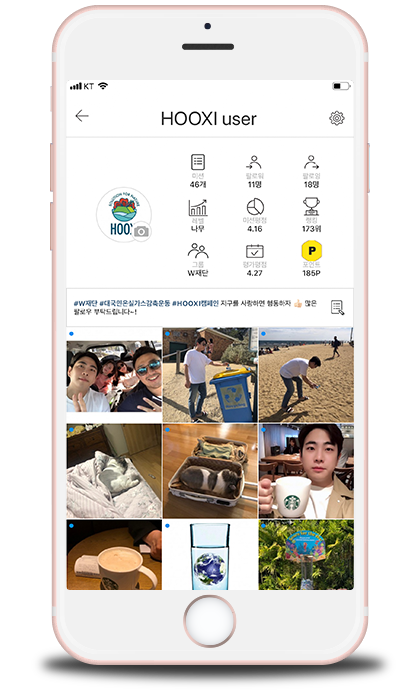 KT
HOOXI user
미션
46개
팔로워
11명
팔로잉
18명
레벨
나무
미션평점
4.16
랭킹
173위
그룹
W재단
평가평점
4.27
P
포인트
185P
HOOXI
#W재단 #대국민온실가스감축운동 #HOOXI캠페인 지구를 사랑하면 행동하자 👍🏻 많은
팔로우 부탁드립니다~!